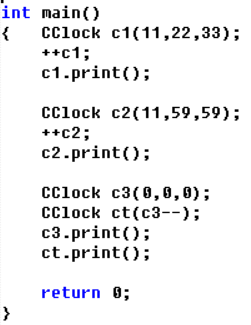 int main()
{ CClock c1(11,22,33);
++c1;
c1.print();
CClock c2(11,59,59);
++c2;
c2.print();
CClock c3(0,0,0);
CClock ct(c3--);
c3.print();
ct.print();
return 0;
}